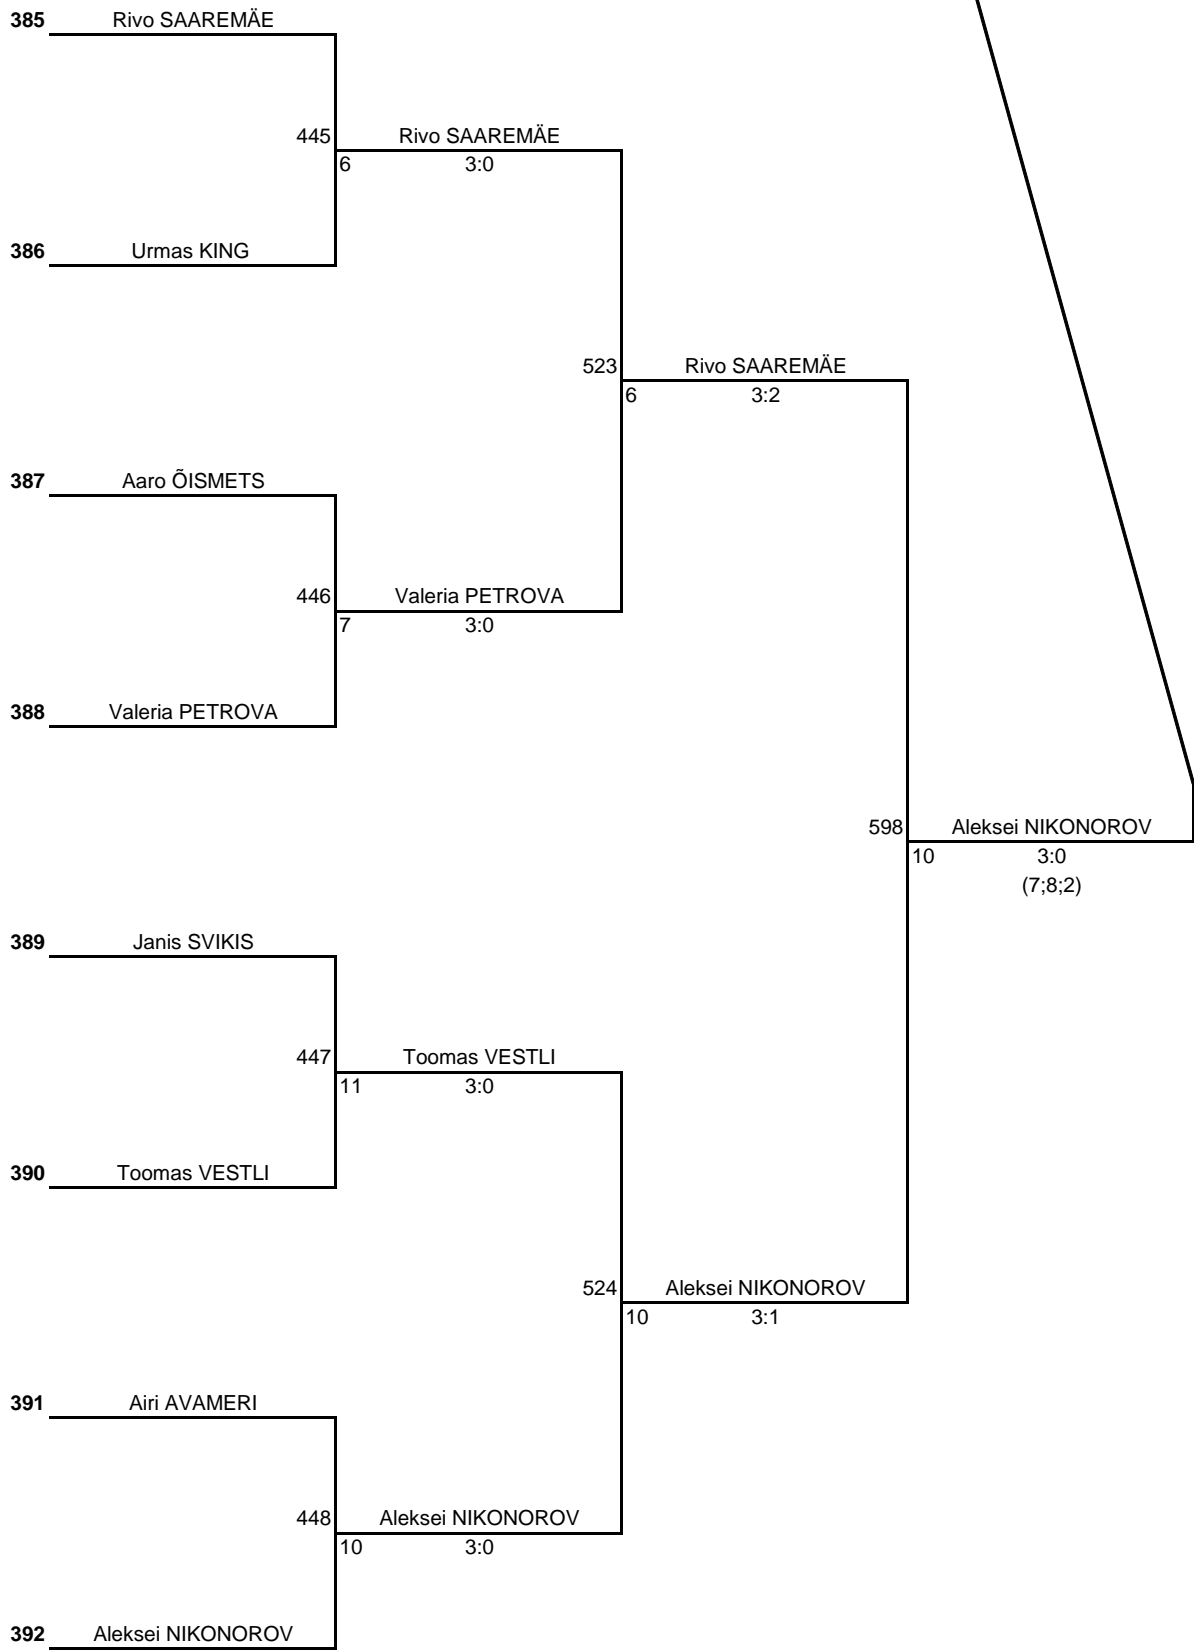 385 Rivo SAAREMÄE
445 Rivo SAAREMÄE
6 3:0
386 Urmas KING
523 Rivo SAAREMÄE
6 3:2
387 Aaro ÕISMETS
446 Valeria PETROVA
7 3:0
388 Valeria PETROVA
598 Aleksei NIKONOROV
10 3:0
(7;8;2)
389 Janis SVIKIS
447 Toomas VESTLI
11 3:0
390 Toomas VESTLI
524 Aleksei NIKONOROV
10 3:1
391 Airi AVAMERI
448 Aleksei NIKONOROV
10 3:0
392 Aleksei NIKONOROV